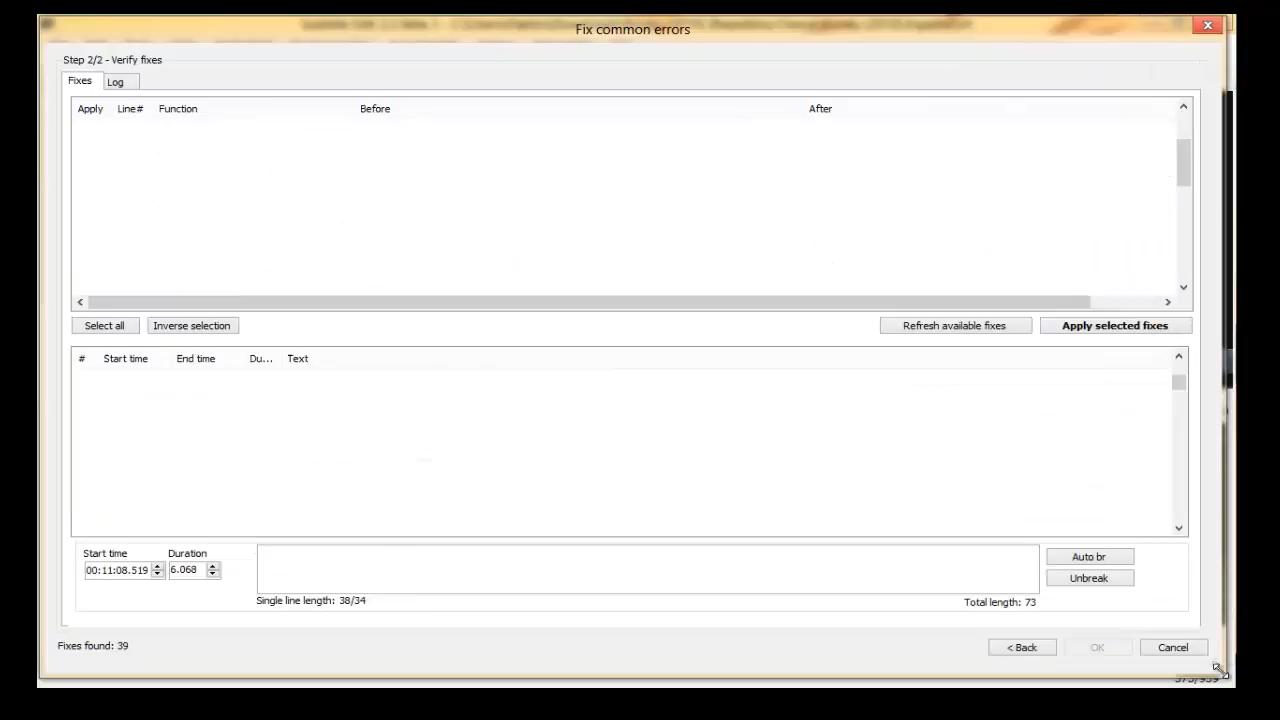 Fix common errors
Step 2/2 - Verify fixes
Fixes Log
Apply Line# Function Before After
Select all Inverse selection Refresh available fixes Apply selected fixes
# Start time End time Du... Text
Start time Duration
00:11:08.519 6.068
Auto br
Unbreak
Single line length: 38/34 Total length: 73
Fixes found: 39
< Back OK Cancel